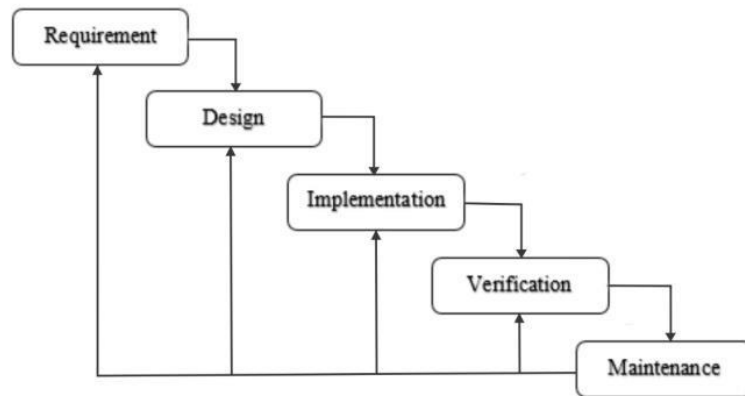 Requirement
Design
Implementation
Verification
Maintenance